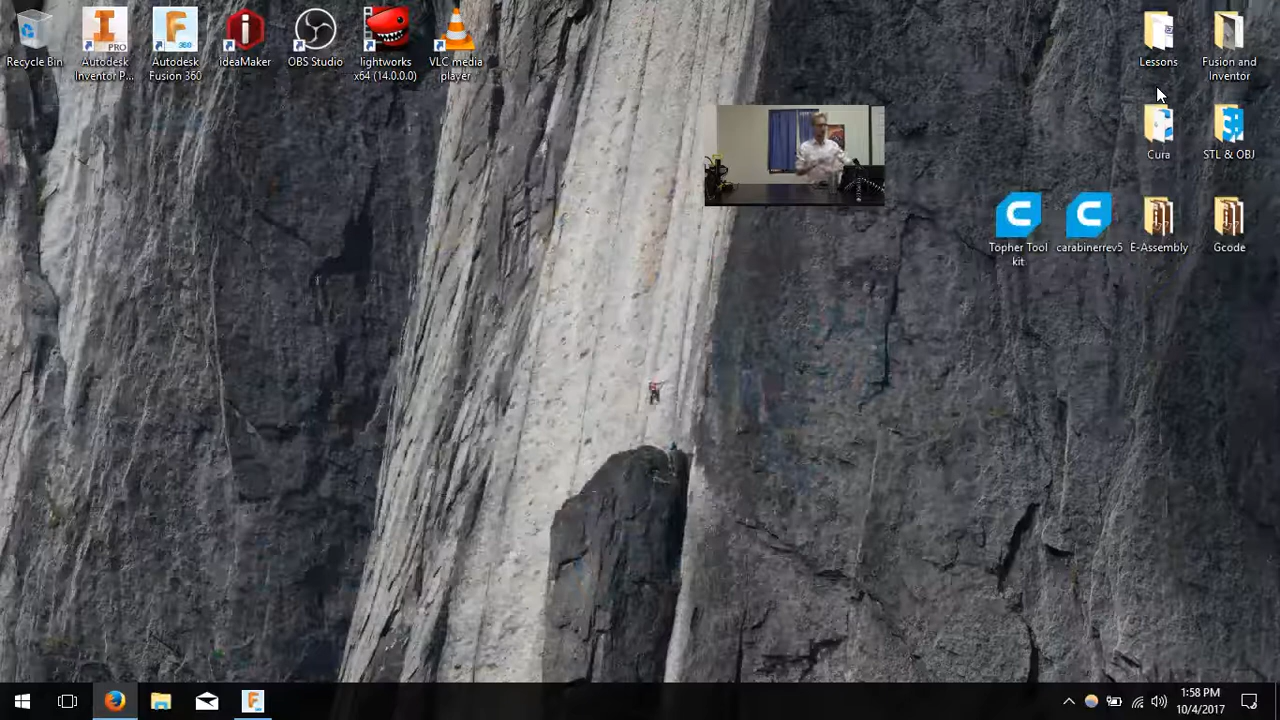 Recycle Bin
Autodesk
Inventor P...
Autodesk
Fusion 360
ideaMaker
OBS Studio
lightworks
x64 (14.0.0.0)
VLC media
player
Lessons
Fusion and
Inventor
Cura
STL & OBJ
Topher Tool
kit
carabinerrev5
E-Assembly
Gcode
PRO
360
1:58 PM
10/4/2017